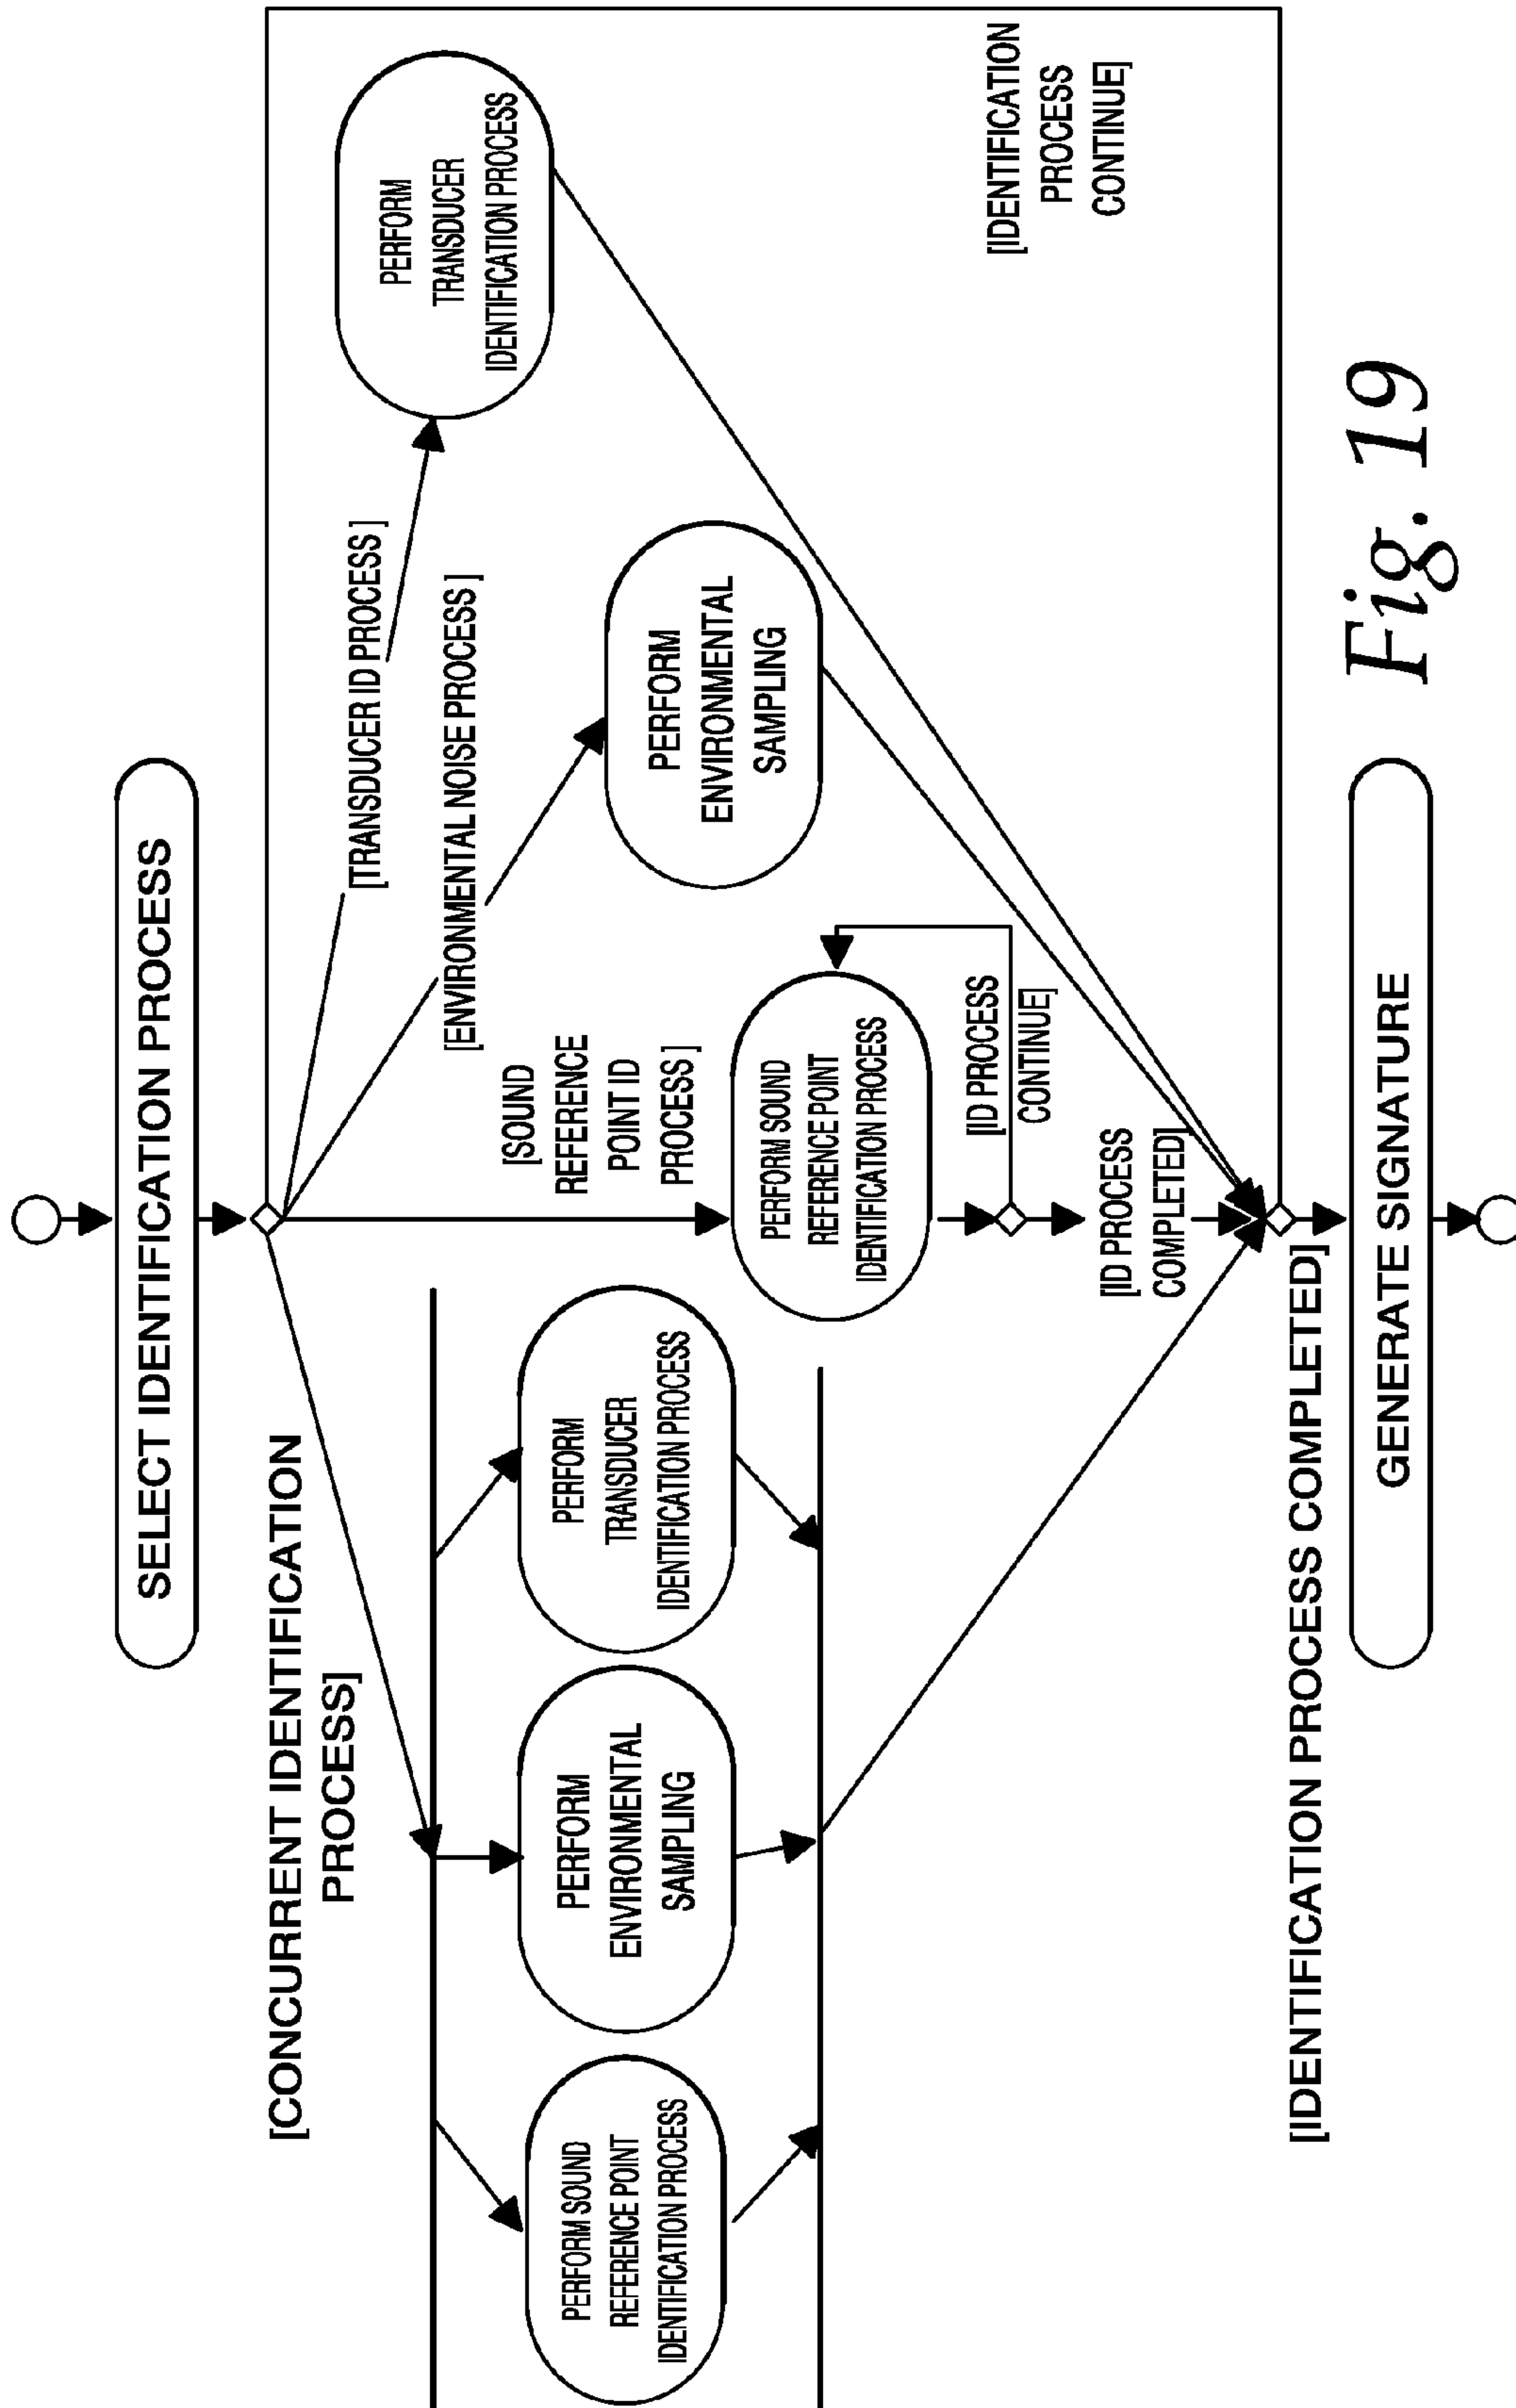 SELECT IDENTIFICATION PROCESS
[CONCURRENT IDENTIFICATION
PROCESS]
[TRANSDUCER ID PROCESS ]
[ENVIRONMENTAL NOISE PROCESS ]
[SOUND
REFERENCE
POINT ID
PROCESS ]
PERFORM
TRANSDUCER
IDENTIFICATION PROCESS
PERFORM SOUND
REFERENCE POINT
IDENTIFICATION PROCESS
PERFORM
ENVIRONMENTAL
SAMPLING
PERFORM
TRANSDUCER
IDENTIFICATION PROCESS
PERFORM SOUND
REFERENCE POINT
IDENTIFICATION PROCESS
PERFORM
ENVIRONMENTAL
SAMPLING
[ID PROCESS
CONTINUE]
[ID PROCESS
COMPLETED]
[IDENTIFICATION
PROCESS
CONTINUE]
[IDENTIFICATION PROCESS COMPLETED]
GENERATE SIGNATURE
Fig. 19